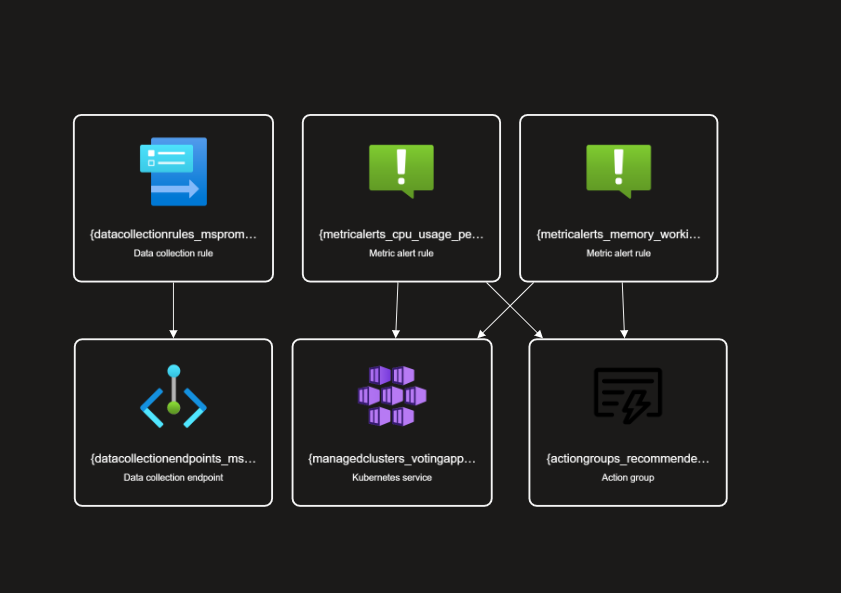 {datacollectionrules_msprom…
Data collection rule
{metricalerts_cpu_usage_pe…
Metric alert rule
{metricalerts_memory_worki…
Metric alert rule
{datacollectionendpoints_ms…
Data collection endpoint
{managedclusters_votingapp…
Kubernetes service
{actiongroups_recommende…
Action group